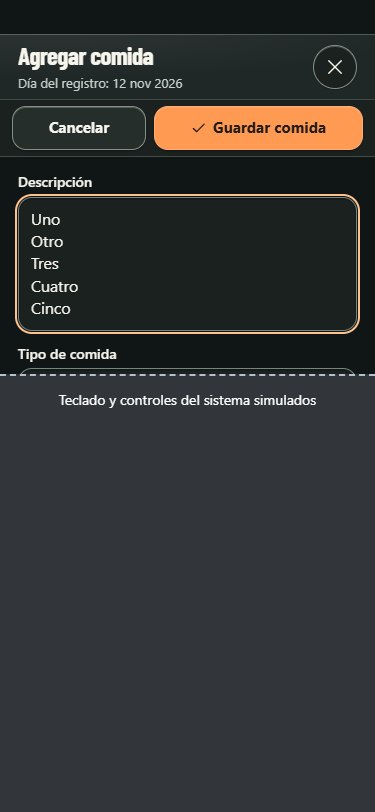 Agregar comida
Día del registro: 12 nov 2026
Cancelar
Guardar comida
Descripción
Uno
Otro
Tres
Cuatro
Cinco
Tipo de comida
Teclado y controles del sistema simulados